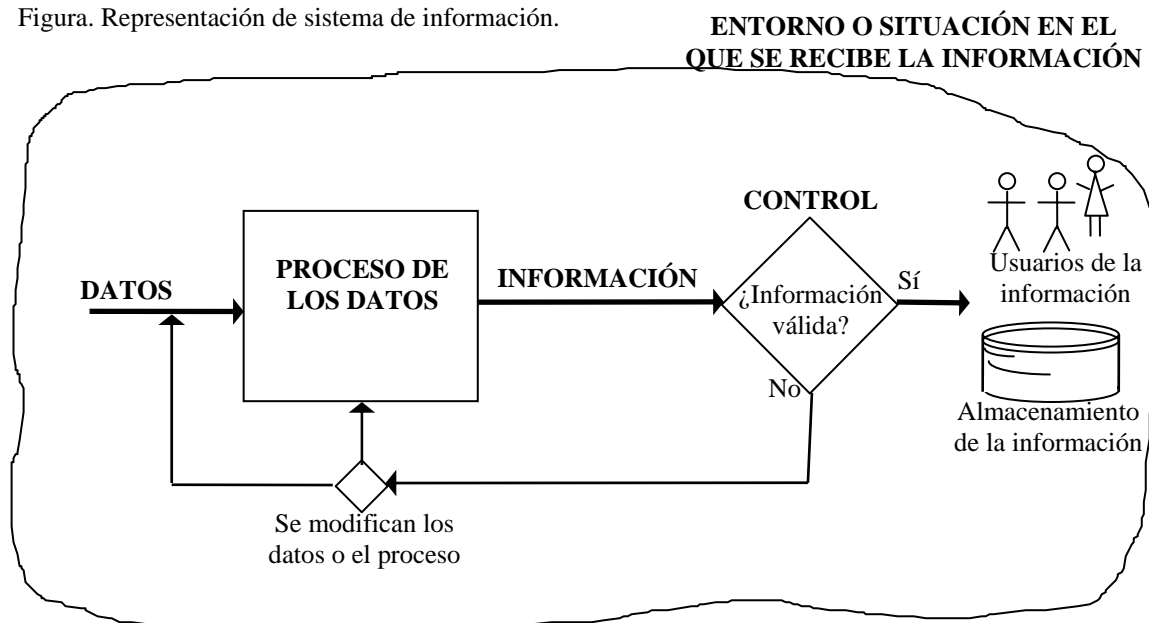 Figura. Representación de sistema de información.
ENTORNO O SITUACIÓN EN EL
QUE SE RECIBE LA INFORMACIÓN
DATOS
PROCESO DE
LOS DATOS
INFORMACIÓN
CONTROL
¿Información
válida?
Sí
No
Usuarios de la
información
Almacenamiento
de la información
Se modifican los
datos o el proceso